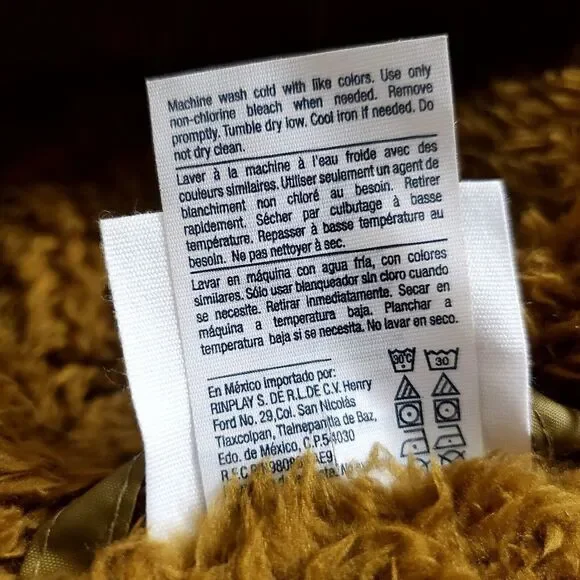 Machine wash cold with like colors. Use only
non-chlorine bleach when needed. Remove
promptly. Tumble dry low. Cool iron if needed. Do
not dry clean.
Laver à la machine à l'eau froide avec des
couleurs similaires. Utiliser seulement un agent de
blanchiment non chloré au besoin. Retirer
rapidement. Sécher par culbutage à basse
température. Repasser à basse température au
besoin. Ne pas nettoyer à sec.
Lavar en máquina con agua fría, con colores
similares. Sólo usar blanqueador sin cloro cuando
se necesite. Retirar inmediatamente. Secar en
máquina a temperatura baja. Planchar a
temperatura baja si se necesita. No lavar en seco.
En México importado por:
RINPLAY S. DE R.L.DE C.V. Henry
Ford No. 29,Col. San Nicolás
Tlaxcolpan, Tlalnepantla de Baz,
Edo. de México, C.P.54030
30°C
30